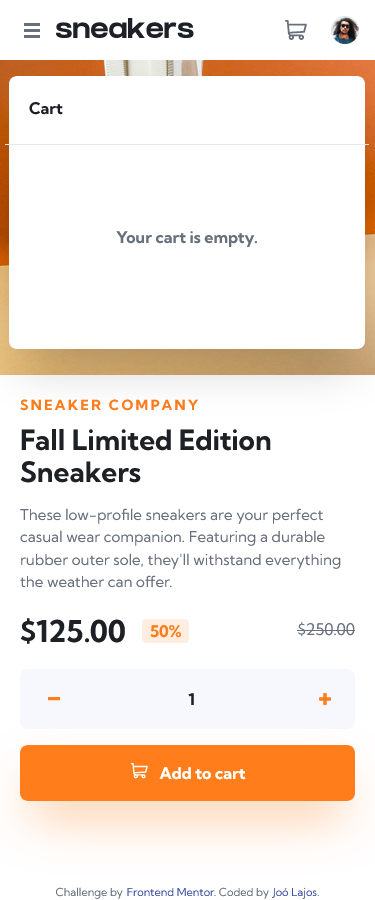 sneakers
Cart
Your cart is empty.
SNEAKER COMPANY
Fall Limited Edition
Sneakers
These low-profile sneakers are your perfect
casual wear companion. Featuring a durable
rubber outer sole, they'll withstand everything
the weather can offer.
$125.00 50% $250.00
− 1 +
Add to cart
Challenge by Frontend Mentor. Coded by Joó Lajos.